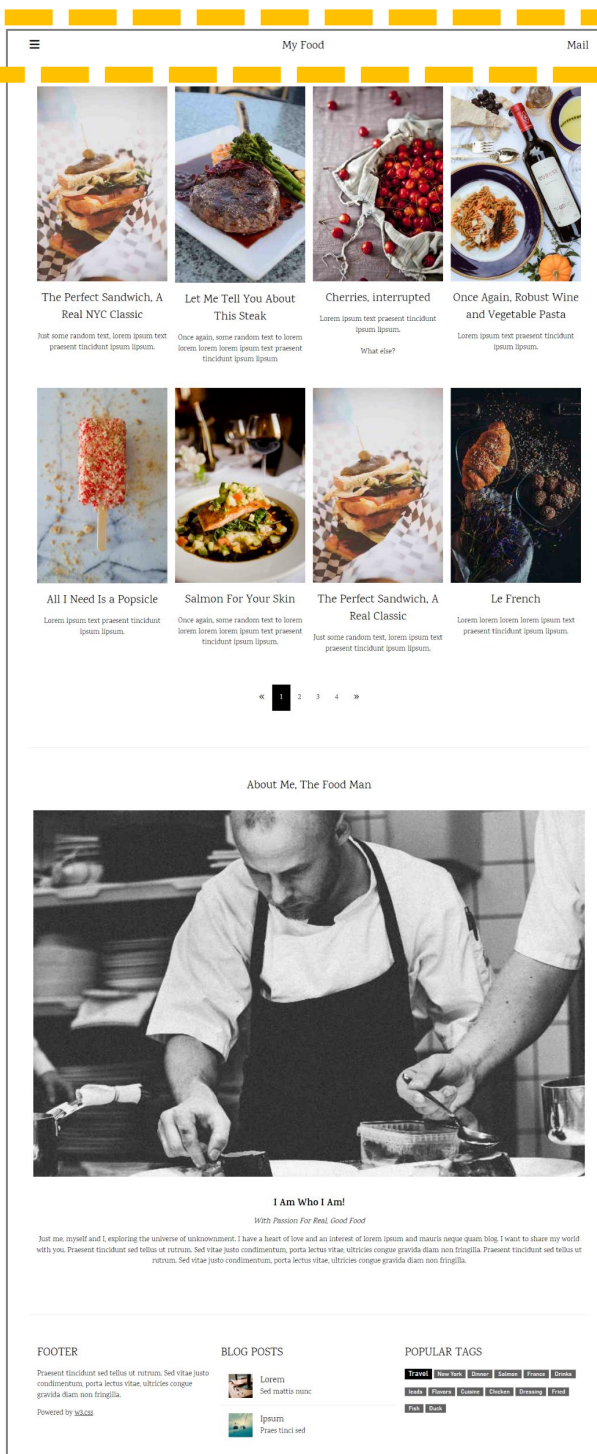 My Food
Mail
The Perfect Sandwich, A
Real NYC Classic
Just some random text, lorem ipsum text
praesent tincidunt ipsum lipsum.
Let Me Tell You About
This Steak
Once again, some random text to lorem
lorem lorem lorem ipsum text praesent
tincidunt ipsum lipsum
Cherries, interrupted
Lorem ipsum text praesent tincidunt
ipsum lipsum.
What else?
Once Again, Robust Wine
and Vegetable Pasta
Lorem ipsum text praesent tincidunt
ipsum lipsum.
All I Need Is a Popsicle
Lorem ipsum text praesent tincidunt
ipsum lipsum.
Salmon For Your Skin
Once again, some random text to lorem
lorem lorem lorem ipsum text praesent
tincidunt ipsum lipsum.
The Perfect Sandwich, A
Real Classic
Just some random text, lorem ipsum text
praesent tincidunt ipsum lipsum.
Le French
Lorem lorem lorem lorem ipsum text
praesent tincidunt ipsum lipsum.
« 1 2 3 4 »
About Me, The Food Man
I Am Who I Am!
With Passion For Real, Good Food
Just me, myself and I, exploring the universe of unknownment. I have a heart of love and an interest of lorem ipsum and mauris neque quam blog. I want to share my world
with you. Praesent tincidunt sed tellus ut rutrum. Sed vitae justo condimentum, porta lectus vitae, ultricies congue gravida diam non fringilla. Praesent tincidunt sed tellus ut
rutrum. Sed vitae justo condimentum, porta lectus vitae, ultricies congue gravida diam non fringilla.
FOOTER
Praesent tincidunt sed tellus ut rutrum. Sed vitae justo
condimentum, porta lectus vitae, ultricies congue
gravida diam non fringilla.
Powered by w3.css
BLOG POSTS
Lorem
Sed mattis nunc
Ipsum
Praes tinci sed
POPULAR TAGS
Travel New York Dinner Salmon France Drinks
Ideas Flavors Cuisine Chicken Dressing Fried
Fish Duck